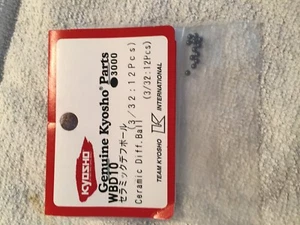 KYOSHO
Genuine Kyosho® Parts
3000
WBD10
セラミックデフボール(3/32:12Pcs)
Ceramic Diff.Ball (3/32:12Pcs)
TEAM KYOSHO K INTERNATIONAL